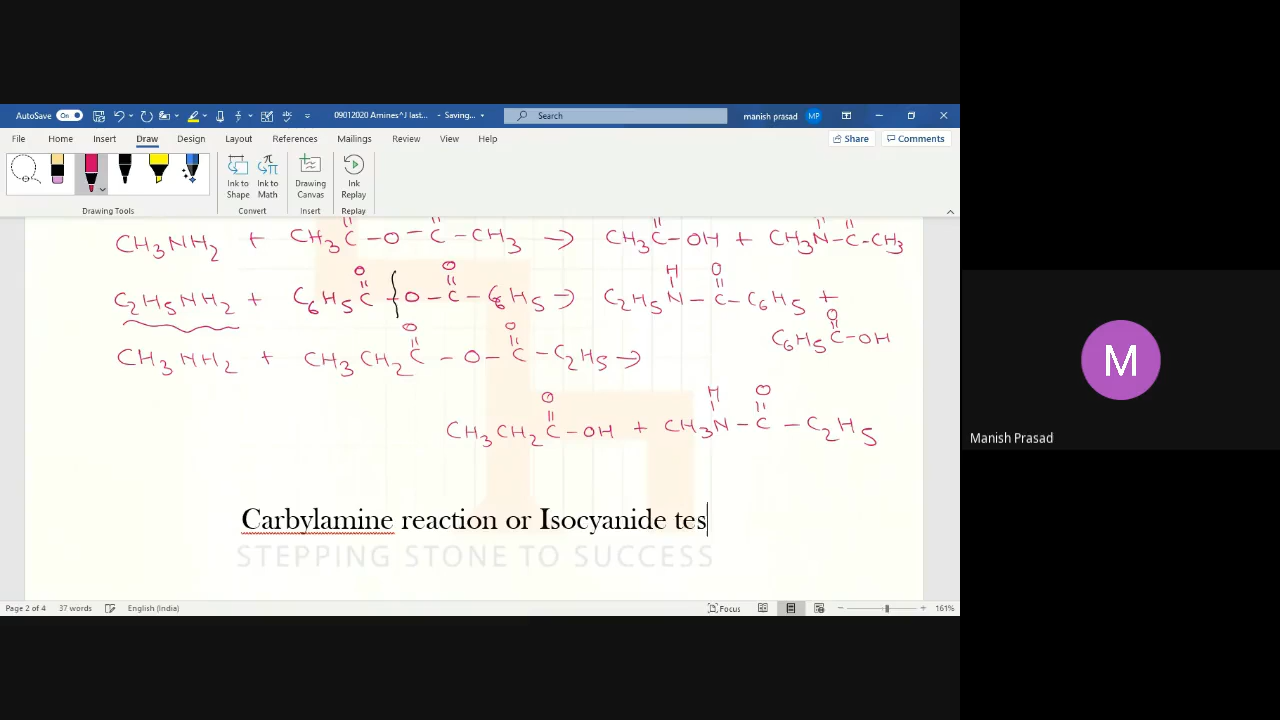 AutoSave On 09012020 Amines^J last... - Saving... Search manish prasad MP
File Home Insert Draw Design Layout References Mailings Review View Help Share Comments
Ink to Shape Ink to Math Drawing Canvas Ink Replay
Drawing Tools Convert Insert Replay
CH3NH2 + CH3C-O-C-CH3 → CH3C-OH + CH3N-C-CH3
O O H O
C2H5NH2 + C6H5C-O-C-C6H5 → C2H5N-C-C6H5 +
O
C6H5C-OH
O O
CH3NH2 + CH3CH2C-O-C-C2H5 →
O H O
CH3CH2C-OH + CH3N-C-C2H5
Carbylamine reaction or Isocyanide tes
STEPPING STONE TO SUCCESS
Page 2 of 4 37 words English (India) Focus 161%
M
Manish Prasad